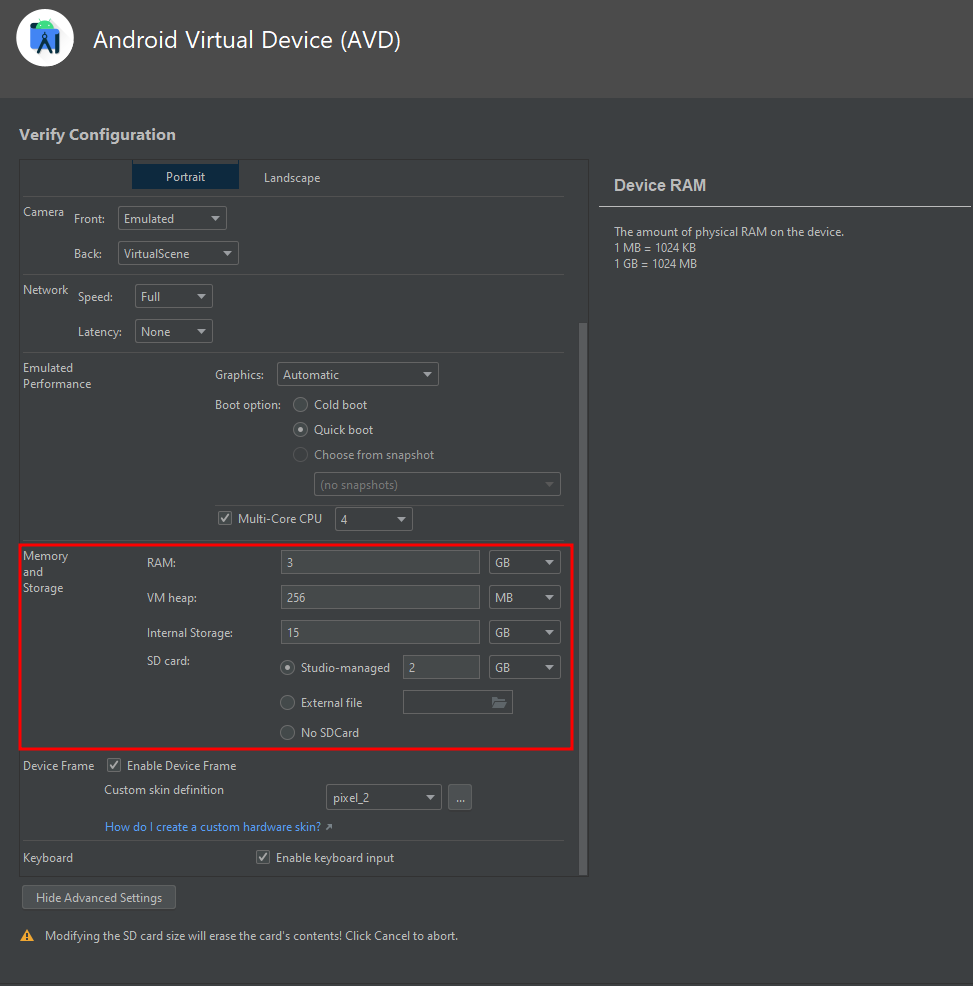 Android Virtual Device (AVD)
Verify Configuration
Portrait
Landscape
Camera
Front:
Emulated
Back:
VirtualScene
Network
Speed:
Full
Latency:
None
Emulated
Performance
Graphics:
Automatic
Boot option:
Cold boot
Quick boot
Choose from snapshot
(no snapshots)
Multi-Core CPU
4
Memory
and
Storage
RAM:
3
GB
VM heap:
256
MB
Internal Storage:
15
GB
SD card:
Studio-managed
2
GB
External file
No SDCard
Device Frame
Enable Device Frame
Custom skin definition
pixel_2
...
How do I create a custom hardware skin? ↗
Keyboard
Enable keyboard input
Hide Advanced Settings
Modifying the SD card size will erase the card's contents! Click Cancel to abort.
Device RAM
The amount of physical RAM on the device.
1 MB = 1024 KB
1 GB = 1024 MB